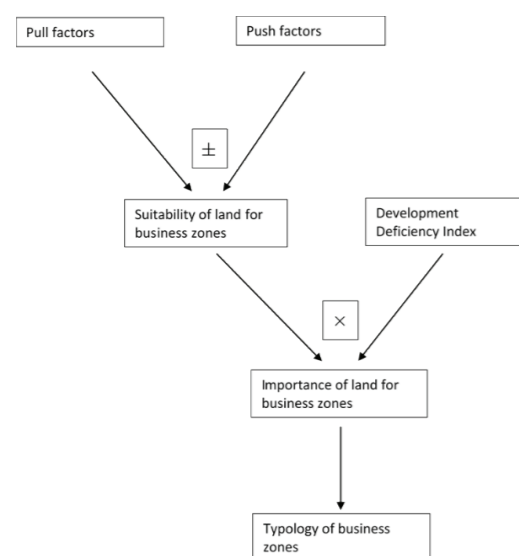 Pull factors
Push factors
±
Suitability of land for
business zones
Development
Deficiency Index
×
Importance of land for
business zones
Typology of business
zones